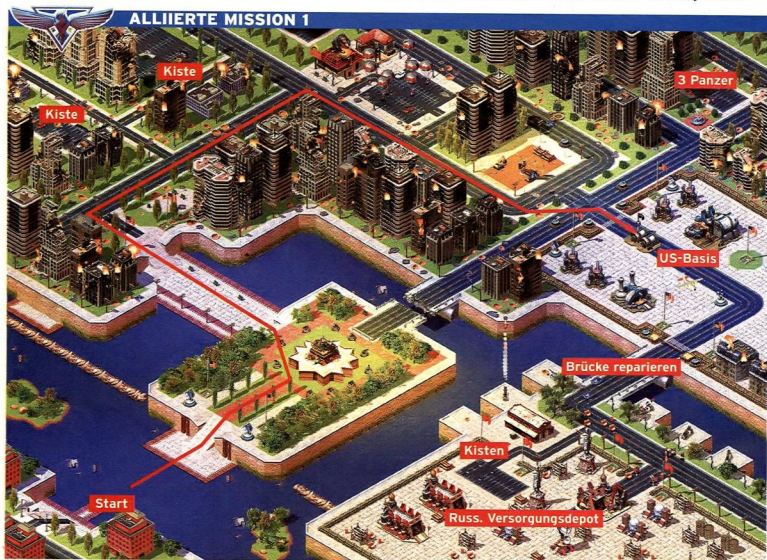 ALLIIERTE MISSION 1
Kiste
Kiste
3 Panzer
US-Basis
Brücke reparieren
Kisten
Start
Russ. Versorgungsdepot